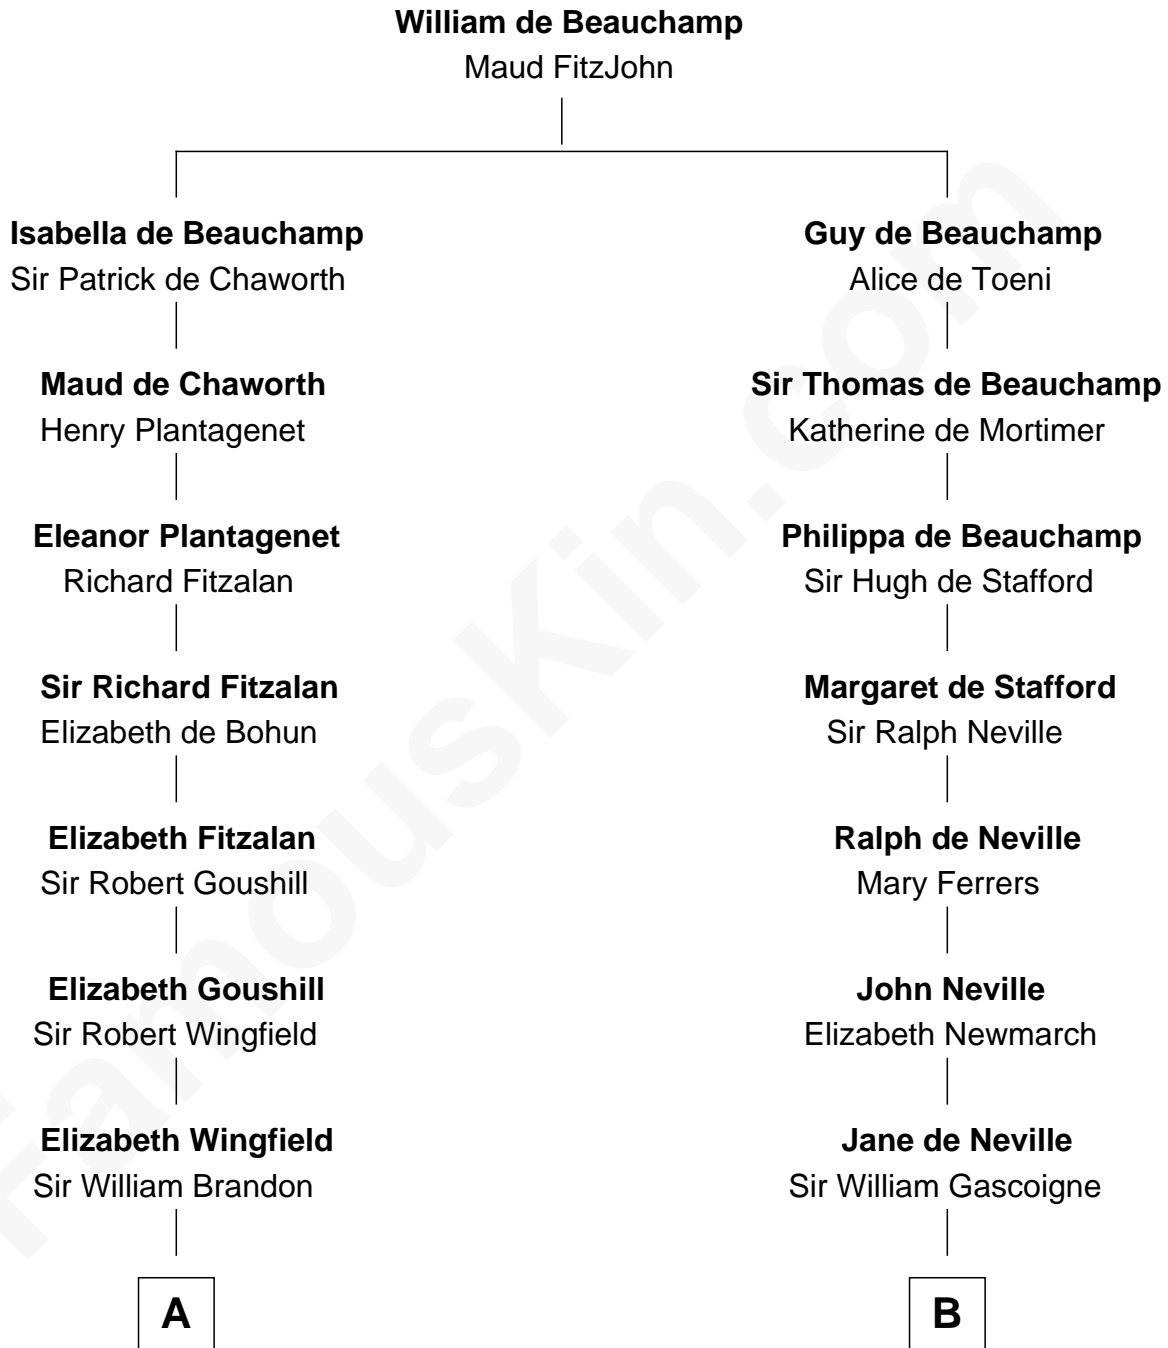 William de Beauchamp
Maud FitzJohn
Isabella de Beauchamp
Sir Patrick de Chaworth
Guy de Beauchamp
Alice de Toeni
Maud de Chaworth
Henry Plantagenet
Sir Thomas de Beauchamp
Katherine de Mortimer
Eleanor Plantagenet
Richard Fitzalan
Philippa de Beauchamp
Sir Hugh de Stafford
Sir Richard Fitzalan
Elizabeth de Bohun
Margaret de Stafford
Sir Ralph Neville
Elizabeth Fitzalan
Sir Robert Goushill
Ralph de Neville
Mary Ferrers
Elizabeth Goushill
Sir Robert Wingfield
John Neville
Elizabeth Newmarch
Elizabeth Wingfield
Sir William Brandon
Jane de Neville
Sir William Gascoigne
A
B
FamousKin.com